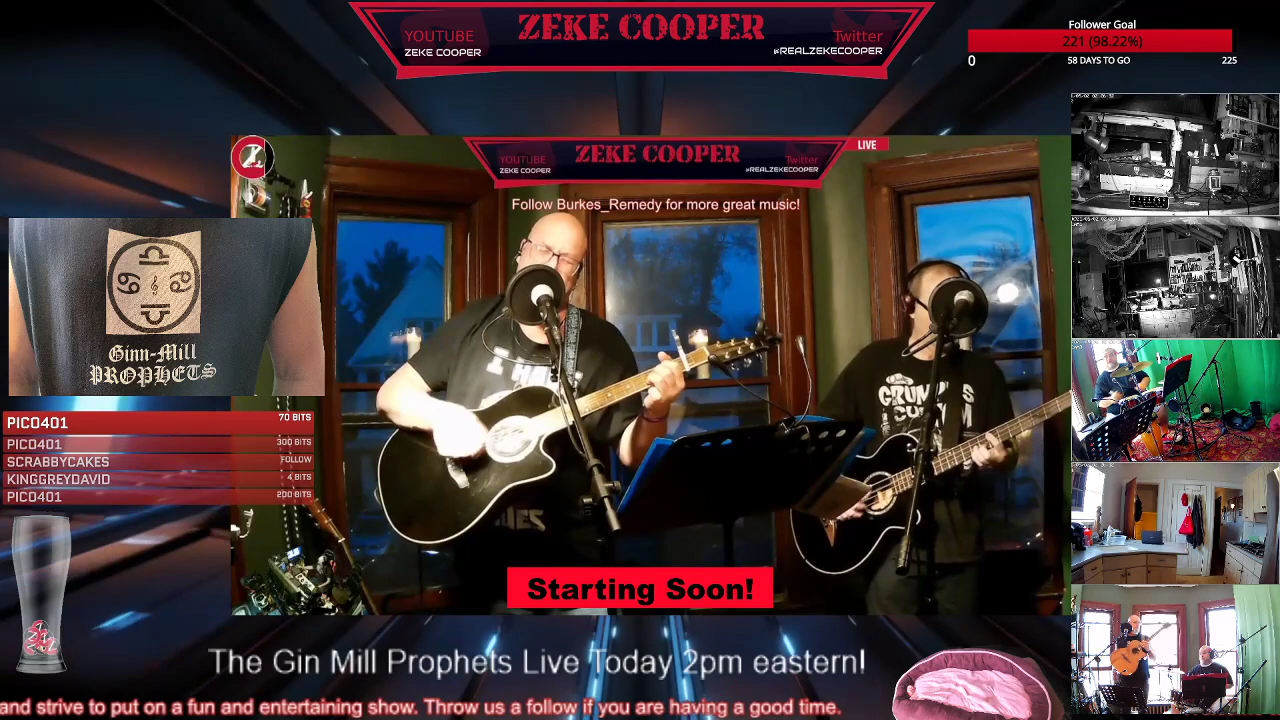 ZEKE COOPER
YOUTUBE
ZEKE COOPER
Twitter
@REALZEKECOOPER
Follower Goal
221 (98.22%)
0
58 DAYS TO GO
225
ZEKE COOPER
YOUTUBE
ZEKE COOPER
Twitter
@REALZEKECOOPER
LIVE
Follow Burkes_Remedy for more great music!
Ginn-Mill
PROPHETS
PICO401 70 BITS
PICO401 300 BITS
SCRABBYCAKES FOLLOW
KINGGREYDAVID 4 BITS
PICO401 200 BITS
Starting Soon!
The Gin Mill Prophets Live Today 2pm eastern!
and strive to put on a fun and entertaining show. Throw us a follow if you are having a good time.